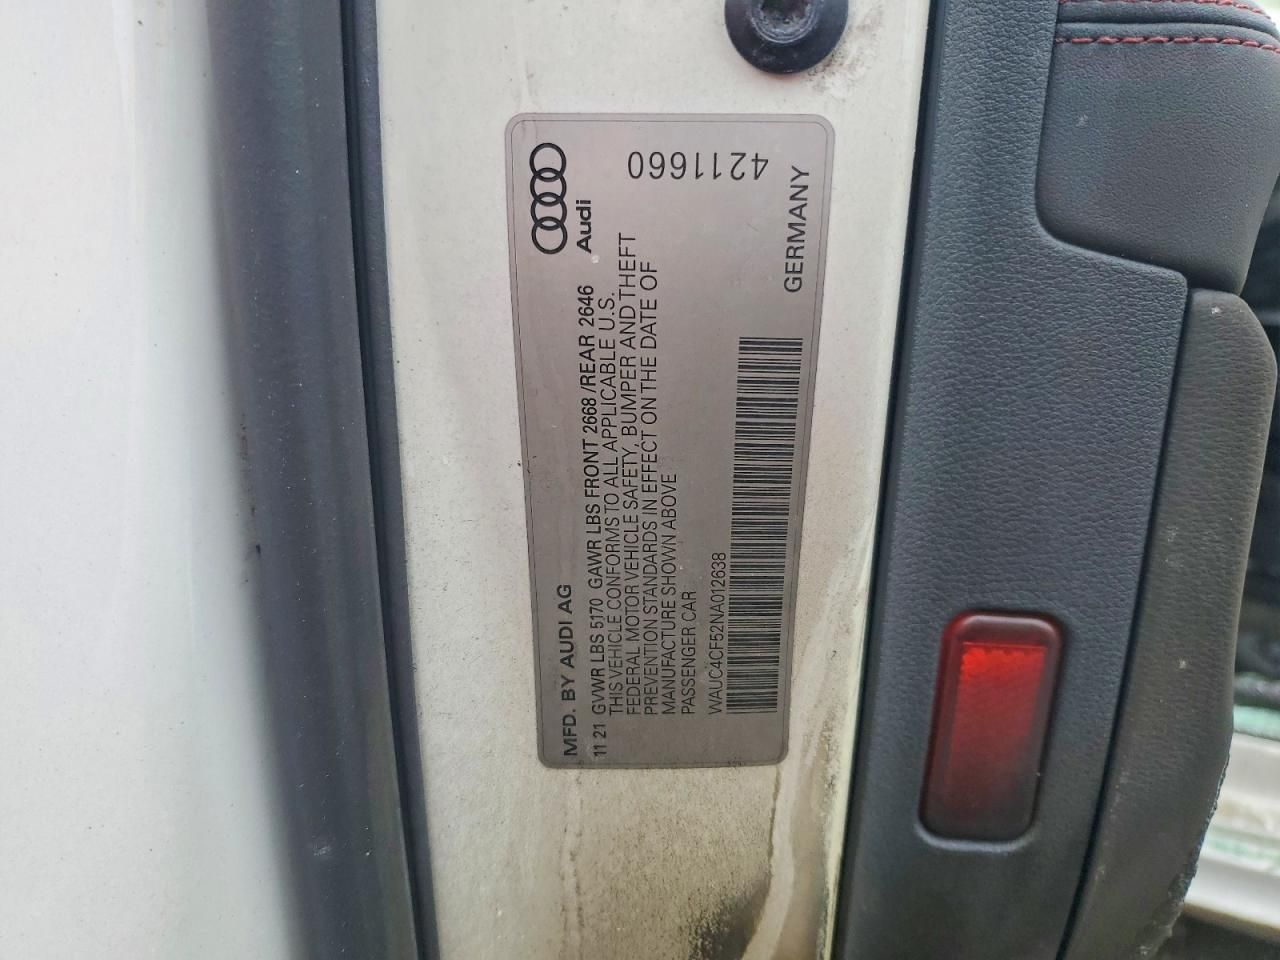 MFD. BY AUDI AG
Audi
11 21 GVWR LBS 5170 GAWR LBS FRONT 2668 /REAR 2646
THIS VEHICLE CONFORMS TO ALL APPLICABLE U.S.
FEDERAL MOTOR VEHICLE SAFETY, BUMPER AND THEFT
PREVENTION STANDARDS IN EFFECT ON THE DATE OF
MANUFACTURE SHOWN ABOVE
PASSENGER CAR
WAUC4CF52NA012638
GERMANY
4211660